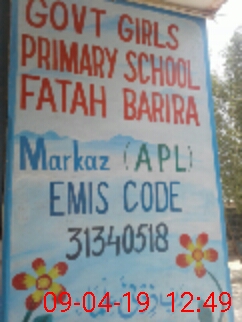 GOVT GIRLS
PRIMARY SCHOOL
FATAH BARIRA
Markaz (APL)
EMIS CODE
31340518
09-04-19 12:49